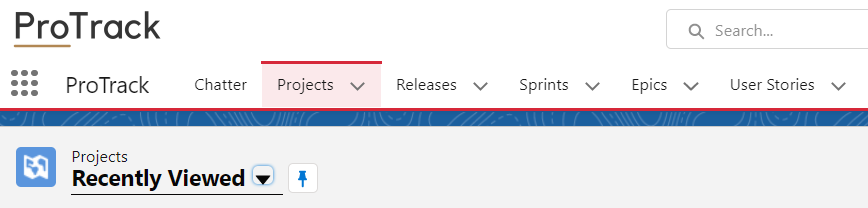 ProTrack
Search...
ProTrack Chatter Projects Releases Sprints Epics User Stories
Projects
Recently Viewed